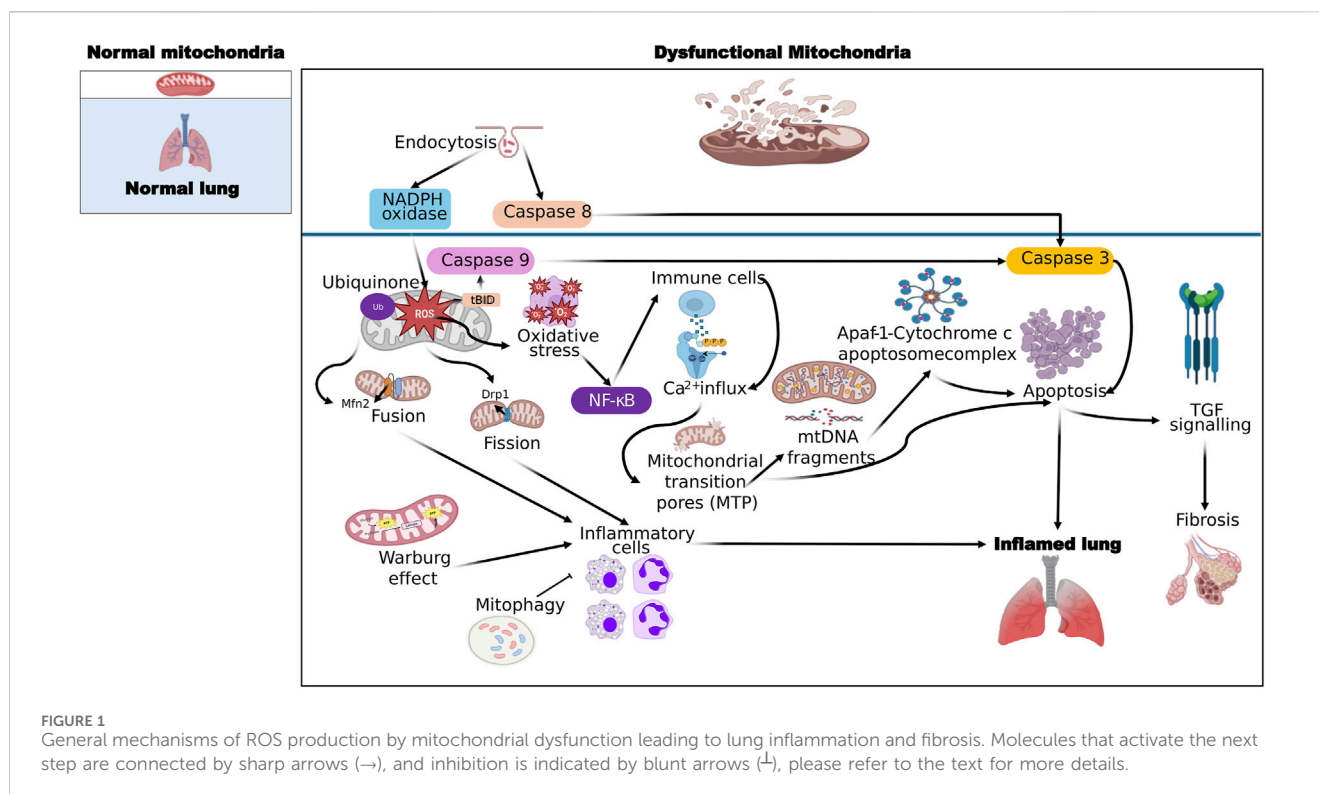 Normal mitochondria
Dysfunctional Mitochondria
Normal lung
Endocytosis
NADPH
oxidase
Caspase 8
Caspase 9
Caspase 3
Ubiquinone
Ub
ROS
tBID
O₂
O₂
O₂
O₂
Oxidative
stress
Immune cells
P P P
Ca²⁺influx
NF-κB
Mfn2
Fusion
Drp1
Fission
Mitochondrial
transition
pores (MTP)
mtDNA
fragments
Apaf-1-Cytochrome c
apoptosomecomplex
Apoptosis
TGF
signalling
Fibrosis
Warburg
effect
Mitophagy
Inflammatory
cells
Inflamed lung
FIGURE 1
General mechanisms of ROS production by mitochondrial dysfunction leading to lung inflammation and fibrosis. Molecules that activate the next
step are connected by sharp arrows (→), and inhibition is indicated by blunt arrows (┴), please refer to the text for more details.